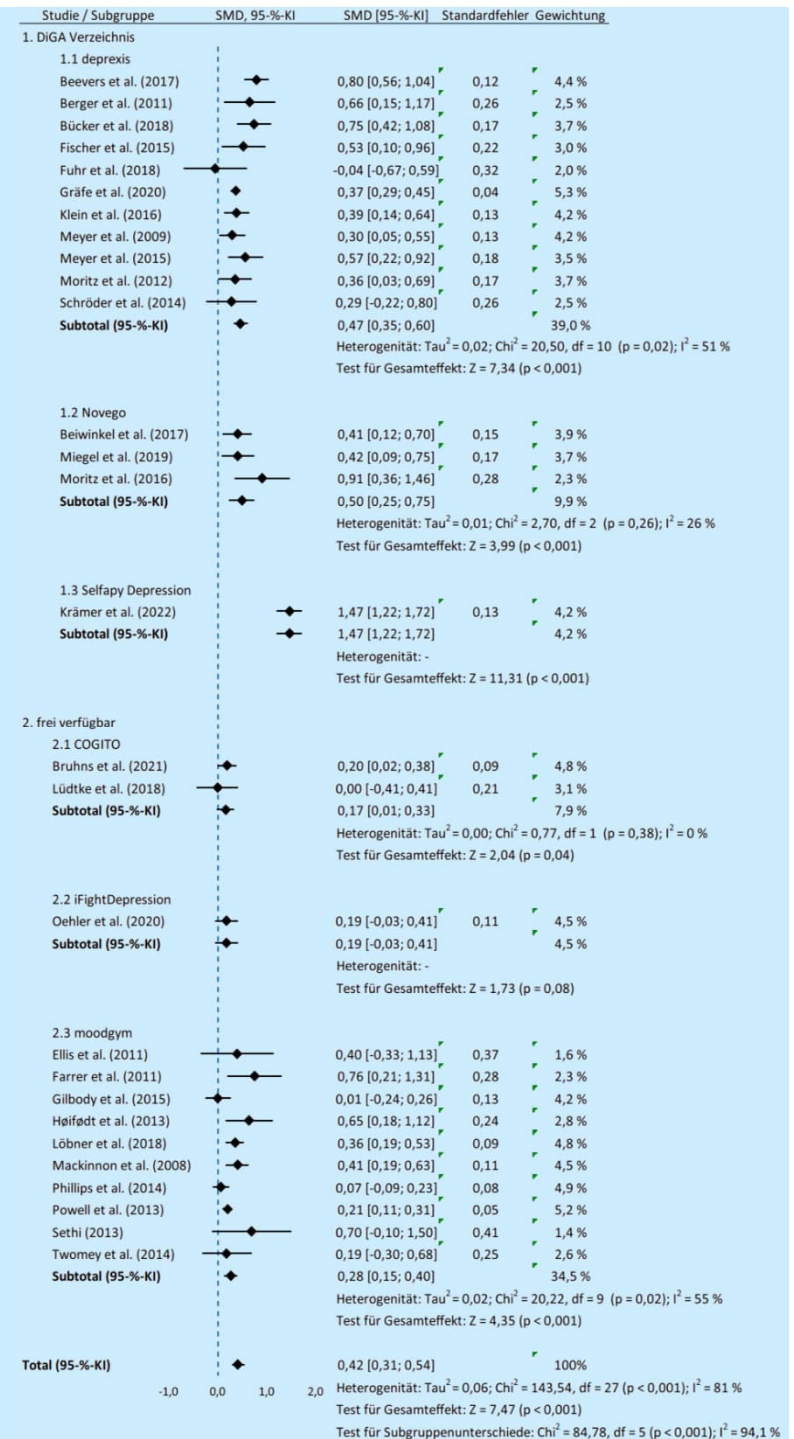 Studie / Subgruppe SMD, 95-%-KI SMD [95-%-KI] Standardfehler Gewichtung
1. DiGA Verzeichnis
1.1 deprexis
Beevers et al. (2017) 0,80 [0,56; 1,04] 0,12 4,4 %
Berger et al. (2011) 0,66 [0,15; 1,17] 0,26 2,5 %
Bücker et al. (2018) 0,75 [0,42; 1,08] 0,17 3,7 %
Fischer et al. (2015) 0,53 [0,10; 0,96] 0,22 3,0 %
Fuhr et al. (2018) -0,04 [-0,67; 0,59] 0,32 2,0 %
Gräfe et al. (2020) 0,37 [0,29; 0,45] 0,04 5,3 %
Klein et al. (2016) 0,39 [0,14; 0,64] 0,13 4,2 %
Meyer et al. (2009) 0,30 [0,05; 0,55] 0,13 4,2 %
Meyer et al. (2015) 0,57 [0,22; 0,92] 0,18 3,5 %
Moritz et al. (2012) 0,36 [0,03; 0,69] 0,17 3,7 %
Schröder et al. (2014) 0,29 [-0,22; 0,80] 0,26 2,5 %
Subtotal (95-%-KI) 0,47 [0,35; 0,60] 39,0 %
Heterogenität: Tau² = 0,02; Chi² = 20,50, df = 10 (p = 0,02); I² = 51 %
Test für Gesamteffekt: Z = 7,34 (p < 0,001)
1.2 Novego
Beiwinkel et al. (2017) 0,41 [0,12; 0,70] 0,15 3,9 %
Miegel et al. (2019) 0,42 [0,09; 0,75] 0,17 3,7 %
Moritz et al. (2016) 0,91 [0,36; 1,46] 0,28 2,3 %
Subtotal (95-%-KI) 0,50 [0,25; 0,75] 9,9 %
Heterogenität: Tau² = 0,01; Chi² = 2,70, df = 2 (p = 0,26); I² = 26 %
Test für Gesamteffekt: Z = 3,99 (p < 0,001)
1.3 Selfapy Depression
Krämer et al. (2022) 1,47 [1,22; 1,72] 0,13 4,2 %
Subtotal (95-%-KI) 1,47 [1,22; 1,72] 4,2 %
Heterogenität: -
Test für Gesamteffekt: Z = 11,31 (p < 0,001)
2. frei verfügbar
2.1 COGITO
Bruhns et al. (2021) 0,20 [0,02; 0,38] 0,09 4,8 %
Lüdtke et al. (2018) 0,00 [-0,41; 0,41] 0,21 3,1 %
Subtotal (95-%-KI) 0,17 [0,01; 0,33] 7,9 %
Heterogenität: Tau² = 0,00; Chi² = 0,77, df = 1 (p = 0,38); I² = 0 %
Test für Gesamteffekt: Z = 2,04 (p = 0,04)
2.2 iFightDepression
Oehler et al. (2020) 0,19 [-0,03; 0,41] 0,11 4,5 %
Subtotal (95-%-KI) 0,19 [-0,03; 0,41] 4,5 %
Heterogenität: -
Test für Gesamteffekt: Z = 1,73 (p = 0,08)
2.3 moodgym
Ellis et al. (2011) 0,40 [-0,33; 1,13] 0,37 1,6 %
Farrer et al. (2011) 0,76 [0,21; 1,31] 0,28 2,3 %
Gilbody et al. (2015) 0,01 [-0,24; 0,26] 0,13 4,2 %
Høifødt et al. (2013) 0,65 [0,18; 1,12] 0,24 2,8 %
Löbner et al. (2018) 0,36 [0,19; 0,53] 0,09 4,8 %
Mackinnon et al. (2008) 0,41 [0,19; 0,63] 0,11 4,5 %
Phillips et al. (2014) 0,07 [-0,09; 0,23] 0,08 4,9 %
Powell et al. (2013) 0,21 [0,11; 0,31] 0,05 5,2 %
Sethi (2013) 0,70 [-0,10; 1,50] 0,41 1,4 %
Twomey et al. (2014) 0,19 [-0,30; 0,68] 0,25 2,6 %
Subtotal (95-%-KI) 0,28 [0,15; 0,40] 34,5 %
Heterogenität: Tau² = 0,02; Chi² = 20,22, df = 9 (p = 0,02); I² = 55 %
Test für Gesamteffekt: Z = 4,35 (p < 0,001)
Total (95-%-KI) 0,42 [0,31; 0,54] 100%
-1,0 0,0 1,0 2,0 Heterogenität: Tau² = 0,06; Chi² = 143,54, df = 27 (p < 0,001); I² = 81 %
Test für Gesamteffekt: Z = 7,47 (p < 0,001)
Test für Subgruppenunterschiede: Chi² = 84,78, df = 5 (p < 0,001); I² = 94,1 %